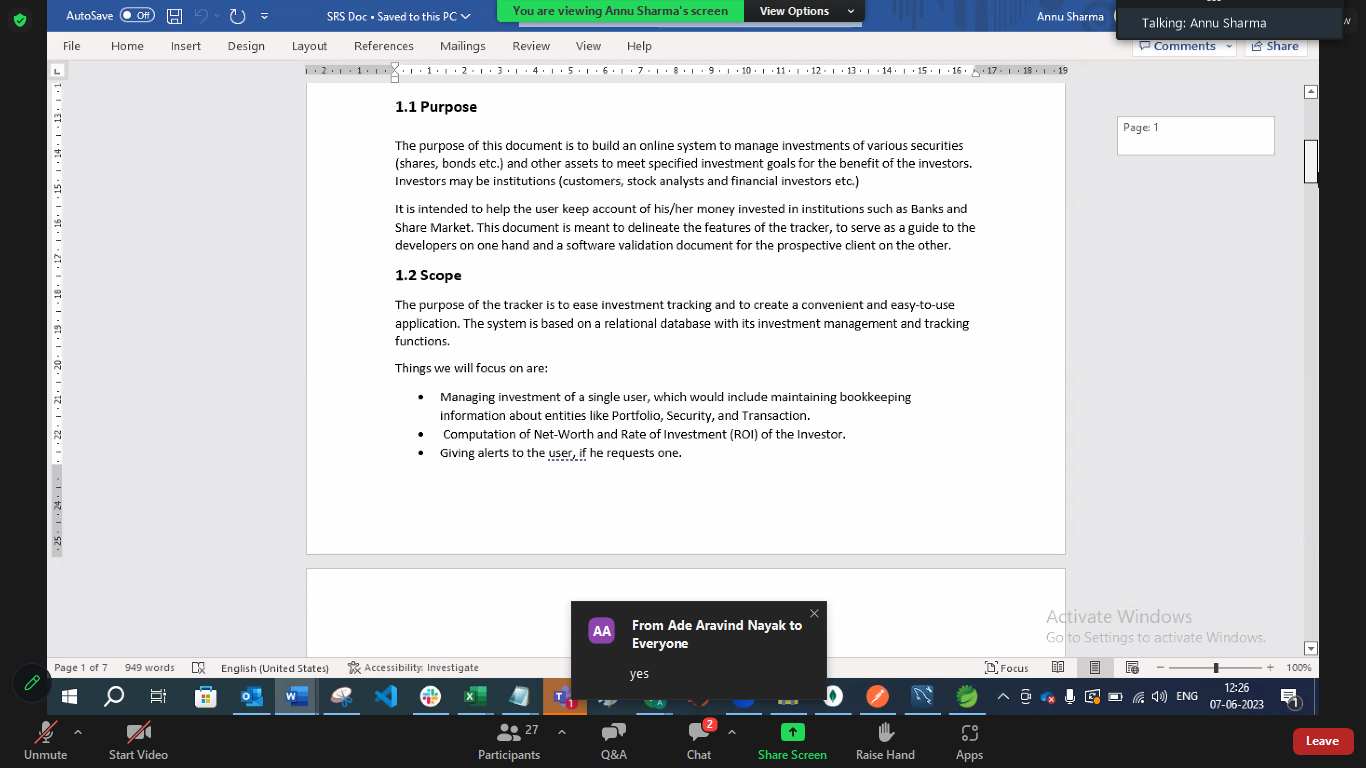 AutoSave Off SRS Doc • Saved to this PC You are viewing Annu Sharma's screen View Options Annu Sharma
Talking: Annu Sharma
File Home Insert Design Layout References Mailings Review View Help Comments Share
1.1 Purpose
Page: 1
The purpose of this document is to build an online system to manage investments of various securities
(shares, bonds etc.) and other assets to meet specified investment goals for the benefit of the investors.
Investors may be institutions (customers, stock analysts and financial investors etc.)
It is intended to help the user keep account of his/her money invested in institutions such as Banks and
Share Market. This document is meant to delineate the features of the tracker, to serve as a guide to the
developers on one hand and a software validation document for the prospective client on the other.
1.2 Scope
The purpose of the tracker is to ease investment tracking and to create a convenient and easy-to-use
application. The system is based on a relational database with its investment management and tracking
functions.
Things we will focus on are:
• Managing investment of a single user, which would include maintaining bookkeeping
information about entities like Portfolio, Security, and Transaction.
• Computation of Net-Worth and Rate of Investment (ROI) of the Investor.
• Giving alerts to the user, if he requests one.
AA From Ade Aravind Nayak to
Everyone
yes
Activate Windows
Go to Settings to activate Windows.
Page 1 of 7 949 words English (United States) Accessibility: Investigate Focus 100%
1 ENG 12:26
07-06-2023 1
Unmute Start Video Participants 27 Q&A Chat 2 Share Screen Raise Hand Apps Leave